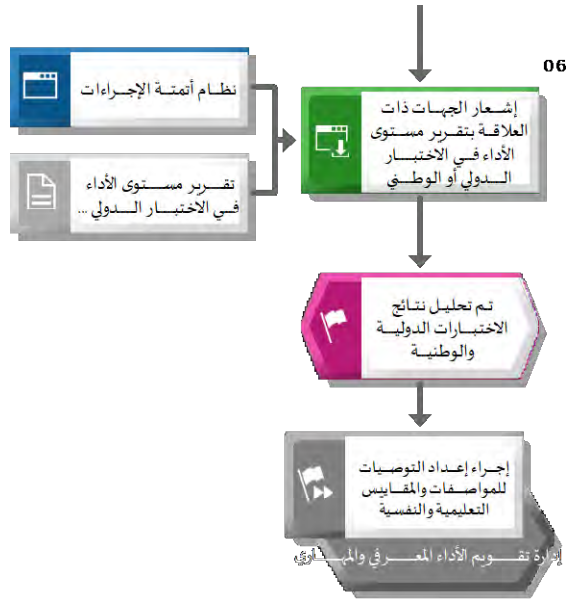 06
نظام أتمتة الإجراءات
إشعار الجهات ذات
العلاقة بتقرير مستوى
الأداء في الاختبار
الدولي أو الوطني
تقرير مستوى الأداء
في الاختبار الدولي ...
تم تحليل نتائج
الاختبارات الدولية
والوطنية
إجراء إعداد التوصيات
للمواصفات والمقاييس
التعليمية والنفسية
إدارة تقويم الأداء المعرفي والمهاري